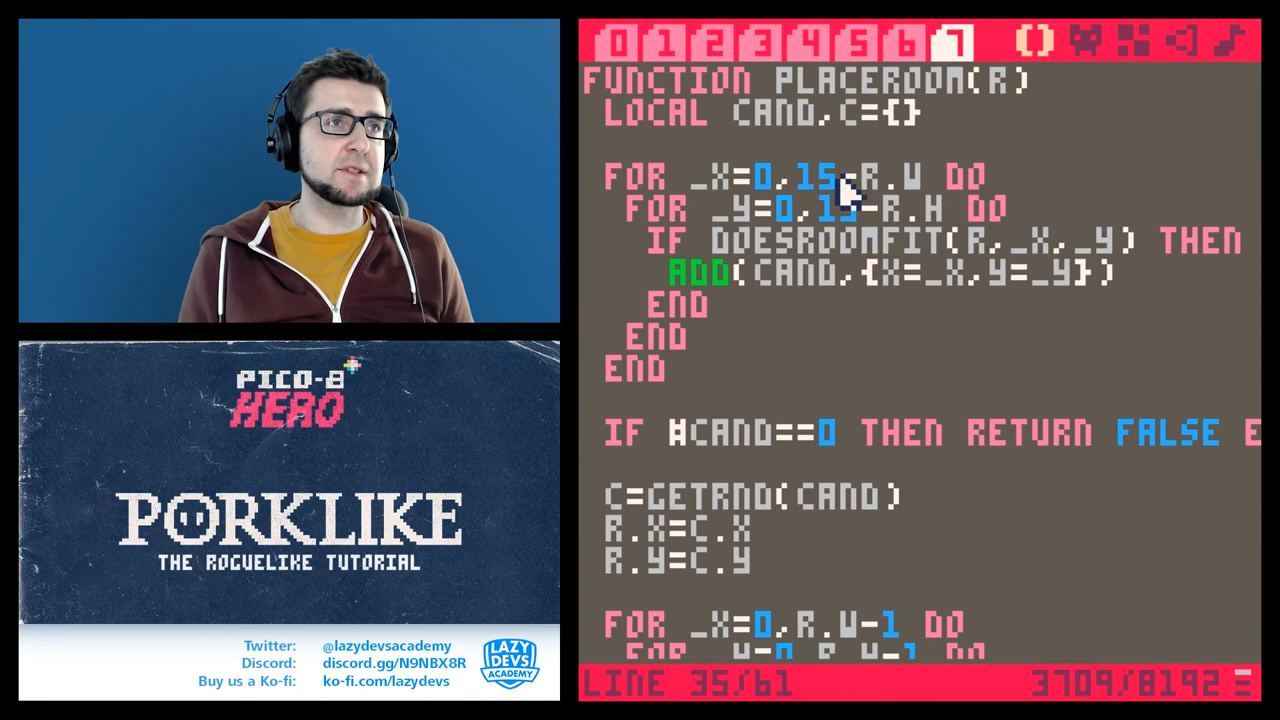 0 1 2 3 4 5 6 7
FUNCTION PLACEROOM(R)
LOCAL CAND,C={}
FOR _X=0,15-R.W DO
FOR _Y=0,15-R.H DO
IF DOESROOMFIT(R,_X,_Y) THEN
ADD(CAND,{X=_X,Y=_Y})
END
END
END
IF #CAND==0 THEN RETURN FALSE E
C=GETRND(CAND)
R.X=C.X
R.Y=C.Y
FOR _X=0,R.W-1 DO
LINE 35/61
3709/8192
PICO-8
HERO
PORKLIKE
THE ROGUELIKE TUTORIAL
Twitter: @lazydevsacademy
Discord: discord.gg/N9NBX8R
Buy us a Ko-fi: ko-fi.com/lazydevs
LAZY
DEVS
ACADEMY